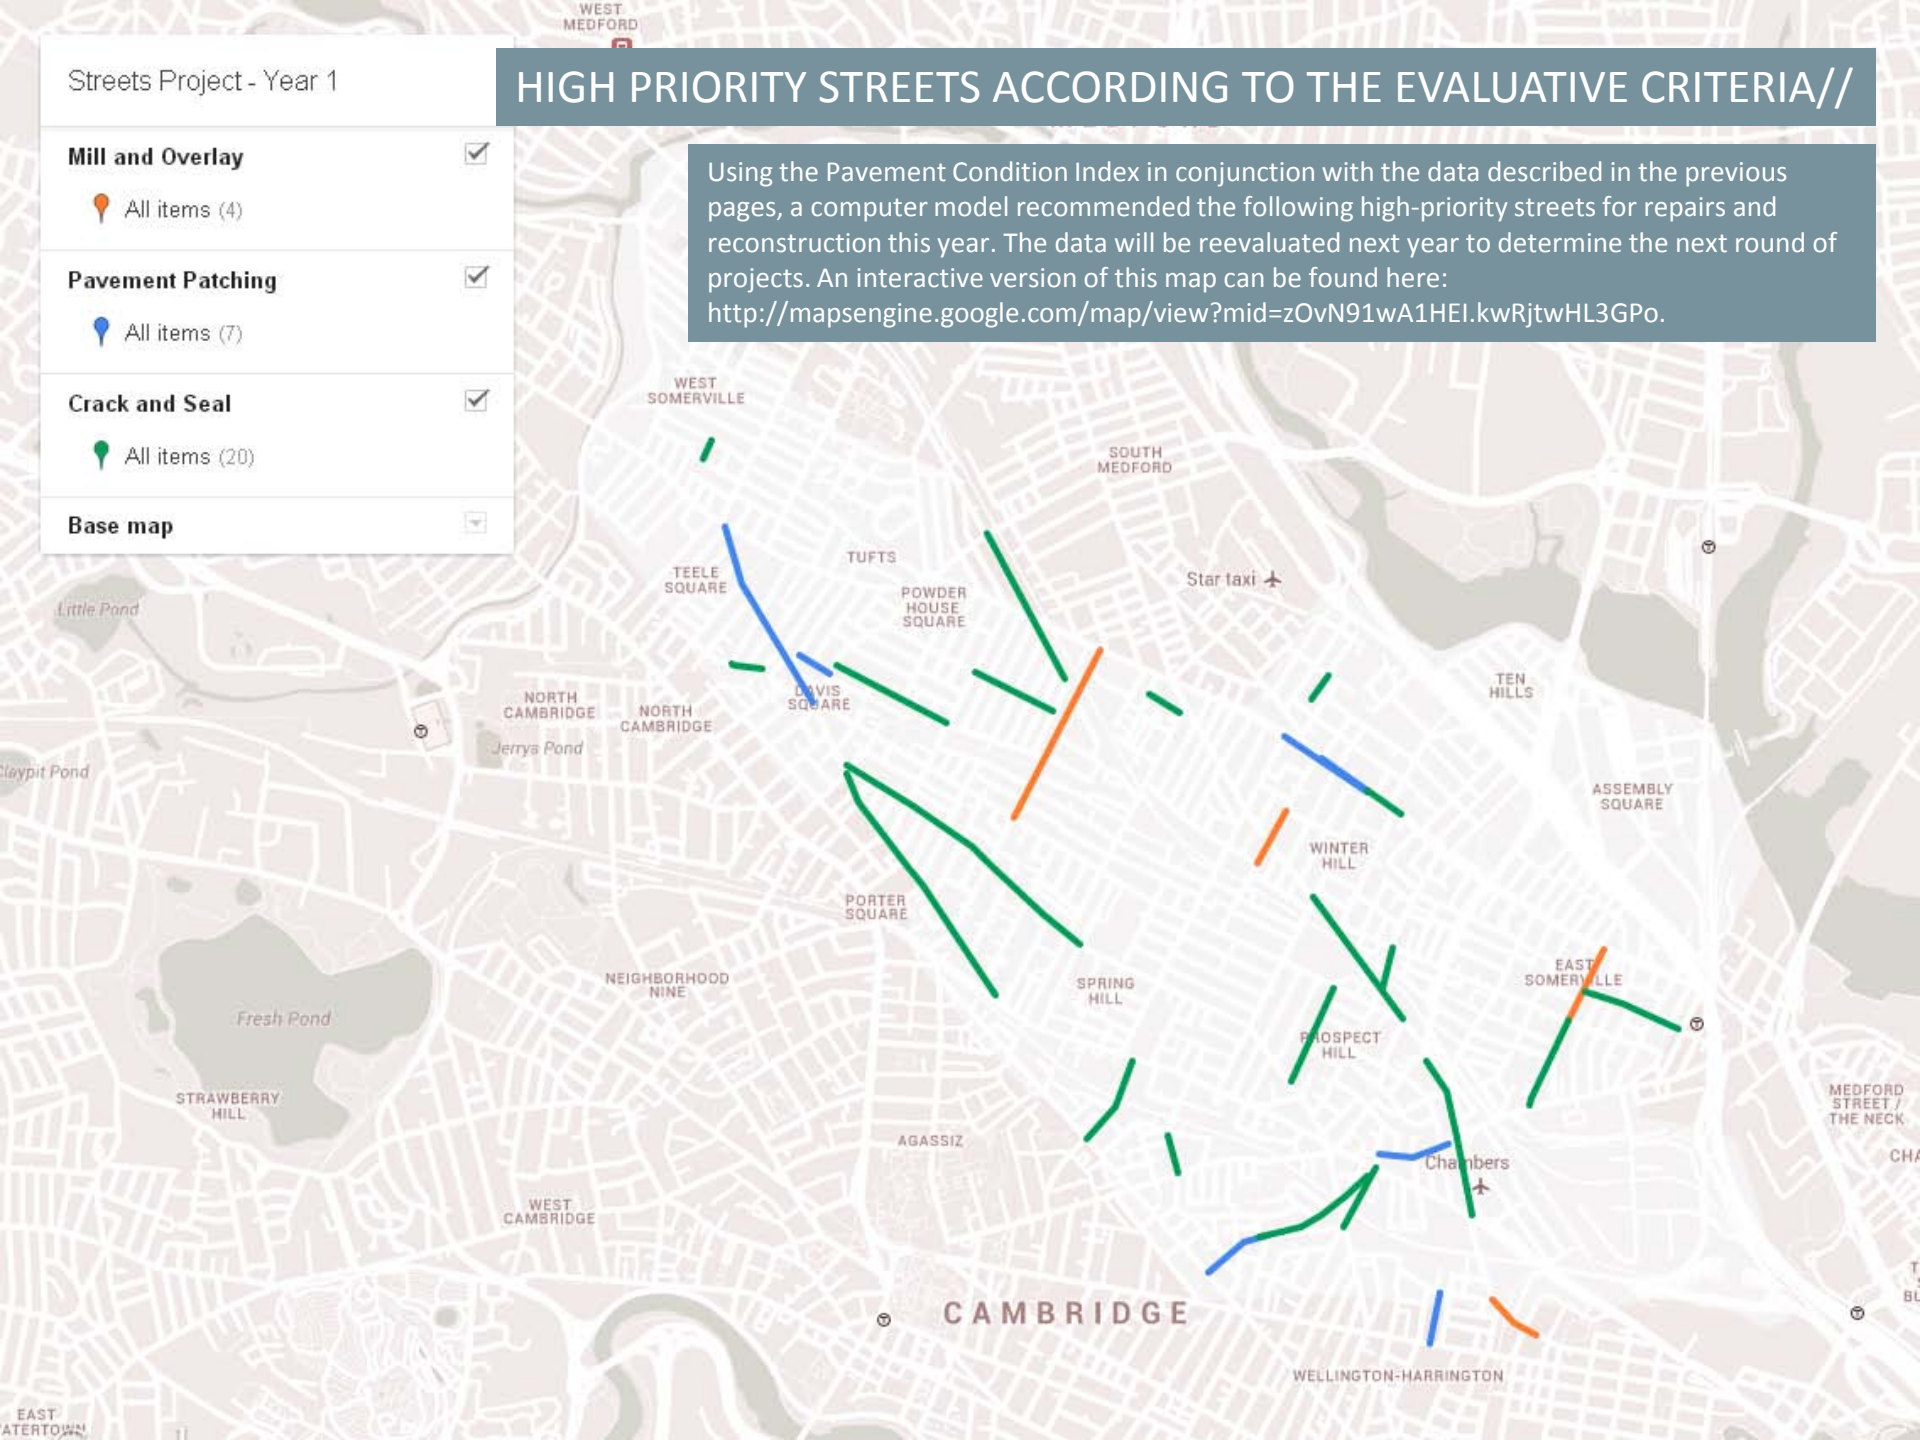 WEST
MEDFORD
Streets Project - Year 1
HIGH PRIORITY STREETS ACCORDING TO THE EVALUATIVE CRITERIA//
Mill and Overlay
All items (4)
Pavement Patching
All items (7)
Crack and Seal
All items (20)
Base map
Using the Pavement Condition Index in conjunction with the data described in the previous
pages, a computer model recommended the following high-priority streets for repairs and
reconstruction this year. The data will be reevaluated next year to determine the next round of
projects. An interactive version of this map can be found here:
http://mapsengine.google.com/map/view?mid=zOvN91wA1HEI.kwRjtwHL3GPo.
WEST
SOMERVILLE
SOUTH
MEDFORD
TUFTS
TEELE
SQUARE
POWDER
HOUSE
SQUARE
Star taxi
Little Pond
TEN
HILLS
DAVIS
SQUARE
NORTH
CAMBRIDGE
NORTH
CAMBRIDGE
Jerrys Pond
Claypit Pond
ASSEMBLY
SQUARE
WINTER
HILL
PORTER
SQUARE
NEIGHBORHOOD
NINE
SPRING
HILL
EAST
SOMERVILLE
Fresh Pond
PROSPECT
HILL
STRAWBERRY
HILL
MEDFORD
STREET /
THE NECK
AGASSIZ
Chambers
CHA
WEST
CAMBRIDGE
CAMBRIDGE
WELLINGTON-HARRINGTON
EAST
WATERTOWN